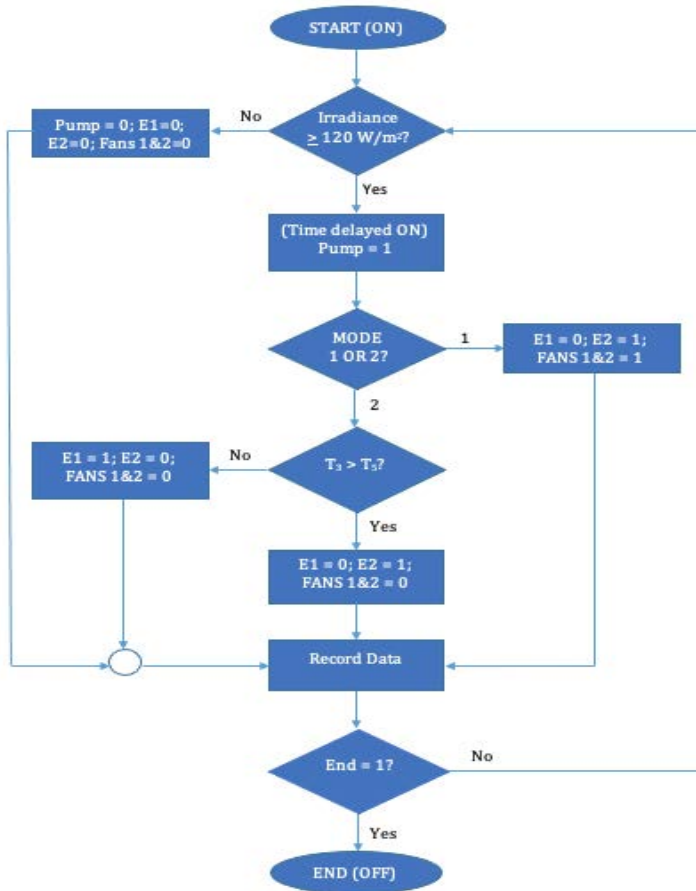 START (ON)
Irradiance
≥ 120 W/m²?
No
Pump = 0; E1=0;
E2=0; Fans 1&2=0
Yes
(Time delayed ON)
Pump = 1
MODE
1 OR 2?
1
E1 = 0; E2 = 1;
FANS 1&2 = 1
2
T₃ > T₅?
No
E1 = 1; E2 = 0;
FANS 1&2 = 0
Yes
E1 = 0; E2 = 1;
FANS 1&2 = 0
Record Data
End = 1?
No
Yes
END (OFF)